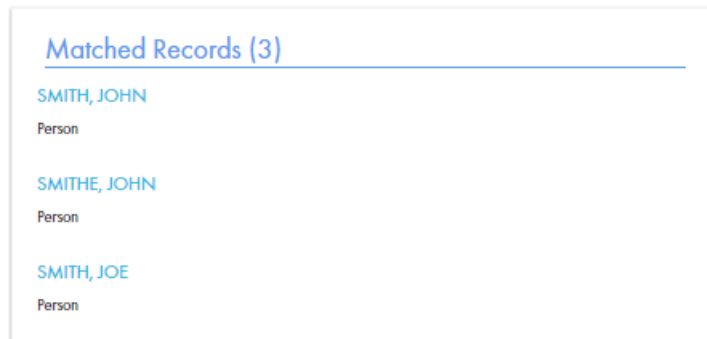 Matched Records (3)
SMITH, JOHN
Person
SMITHE, JOHN
Person
SMITH, JOE
Person